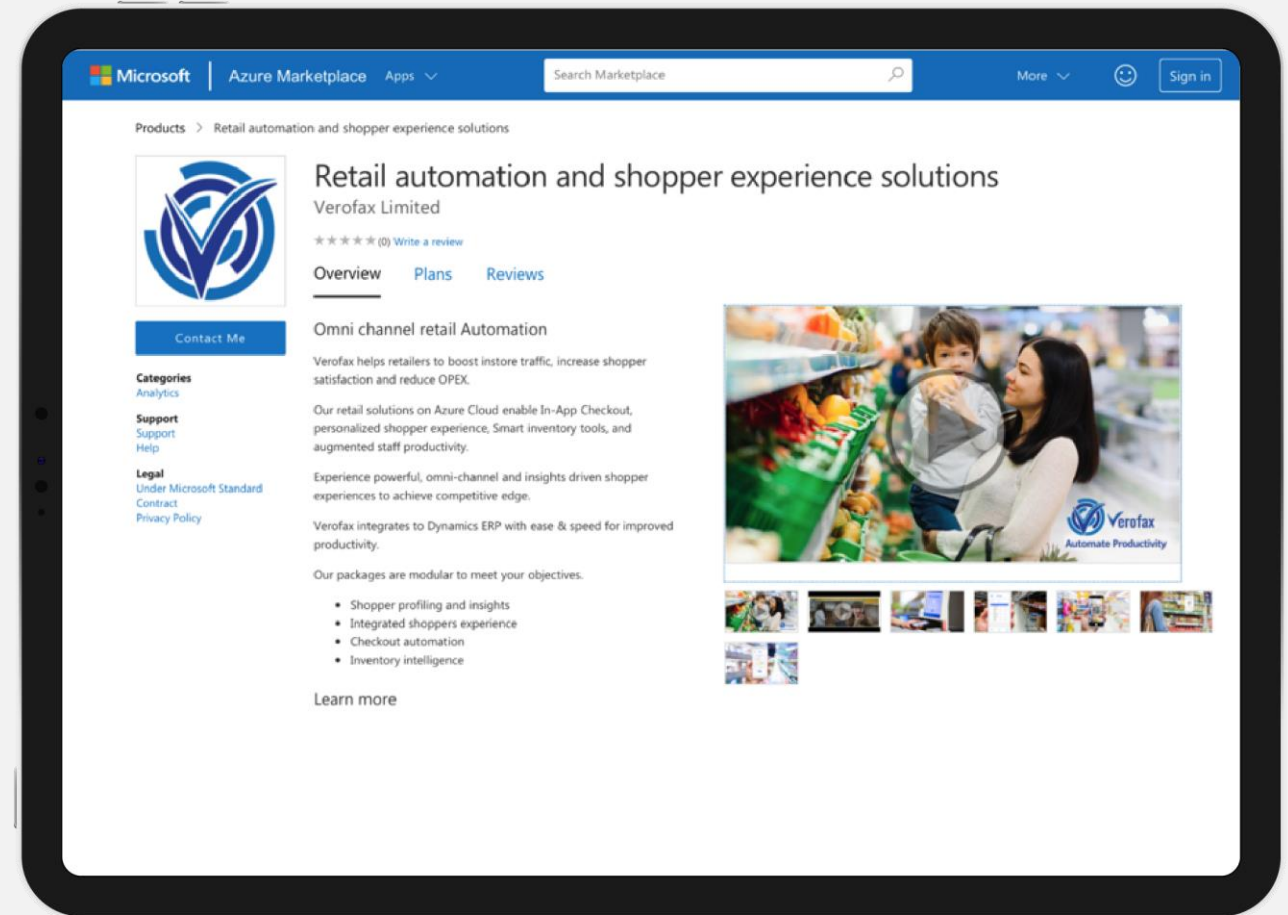 Microsoft
Azure Marketplace
Apps
Search Marketplace
More
Sign in
Products > Retail automation and shopper experience solutions
Retail automation and shopper experience solutions
Verofax Limited
(0) Write a review
Overview
Plans
Reviews
Contact Me
Categories
Analytics
Support
Support
Help
Legal
Under Microsoft Standard
Contract
Privacy Policy
Omni channel retail Automation
Verofax helps retailers to boost instore traffic, increase shopper
satisfaction and reduce OPEX.
Our retail solutions on Azure Cloud enable In-App Checkout,
personalized shopper experience, Smart inventory tools, and
augmented staff productivity.
Experience powerful, omni-channel and insights driven shopper
experiences to achieve competitive edge.
Verofax integrates to Dynamics ERP with ease & speed for improved
productivity.
Our packages are modular to meet your objectives.
• Shopper profiling and insights
• Integrated shoppers experience
• Checkout automation
• Inventory intelligence
Learn more
Verofax
Automate Productivity